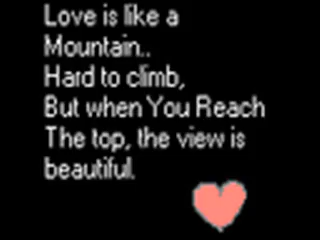 Love is like a
Mountain..
Hard to climb,
But when You Reach
The top, the view is
beautiful.